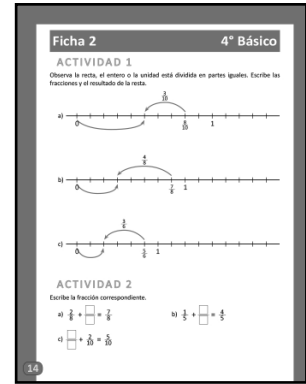 Ficha 2 4° Básico
ACTIVIDAD 1
Observa la recta, el entero o la unidad está dividida en partes iguales. Escribe las
fracciones y el resultado de la resta.
3/10
a) 0 8/10 1
4/8
b) 0 7/8 1
3/6
c) 0 5/6 1
ACTIVIDAD 2
Escribe la fracción correspondiente.
a) 2/8 + = 7/8 b) 1/5 + = 4/5
c) + 2/10 = 5/10
14